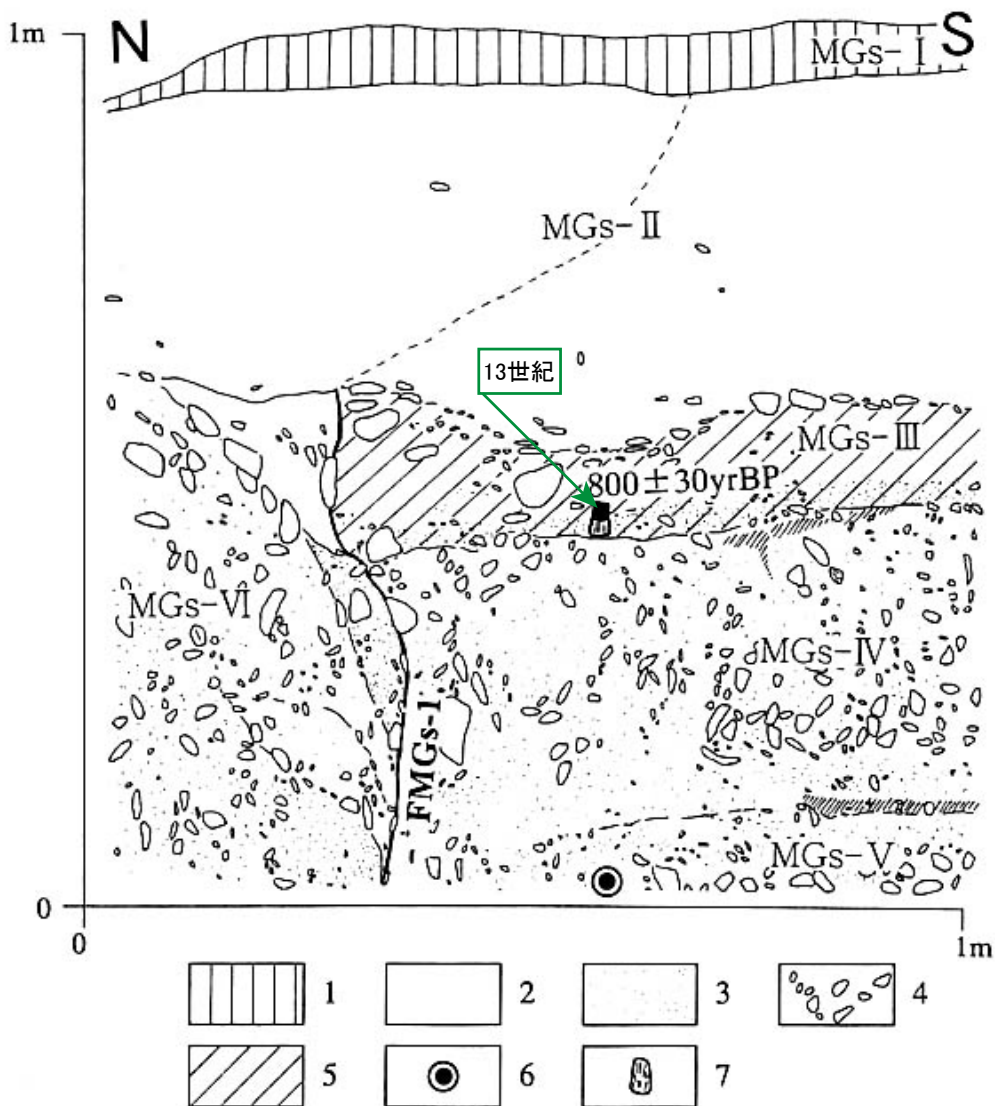 1m
N
S
MGs-Ⅰ
MGs-Ⅱ
13世紀
MGs-Ⅲ
800±30yrBP
MGs-Ⅵ
MGs-Ⅳ
FMGs-1
MGs-Ⅴ
0
0
1m
1
2
3
4
5
6
7